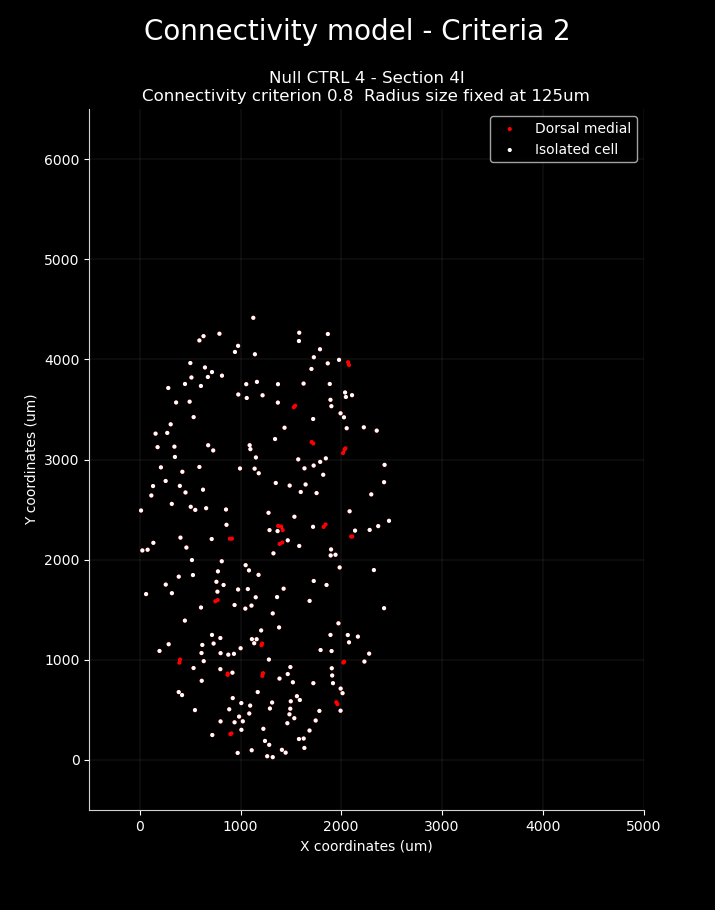 Connectivity model - Criteria 2
Null CTRL 4 - Section 4l
Connectivity criterion 0.8  Radius size fixed at 125um
Dorsal medial
Isolated cell
6000
5000
4000
3000
2000
1000
0
Y coordinates (um)
0
1000
2000
3000
4000
5000
X coordinates (um)